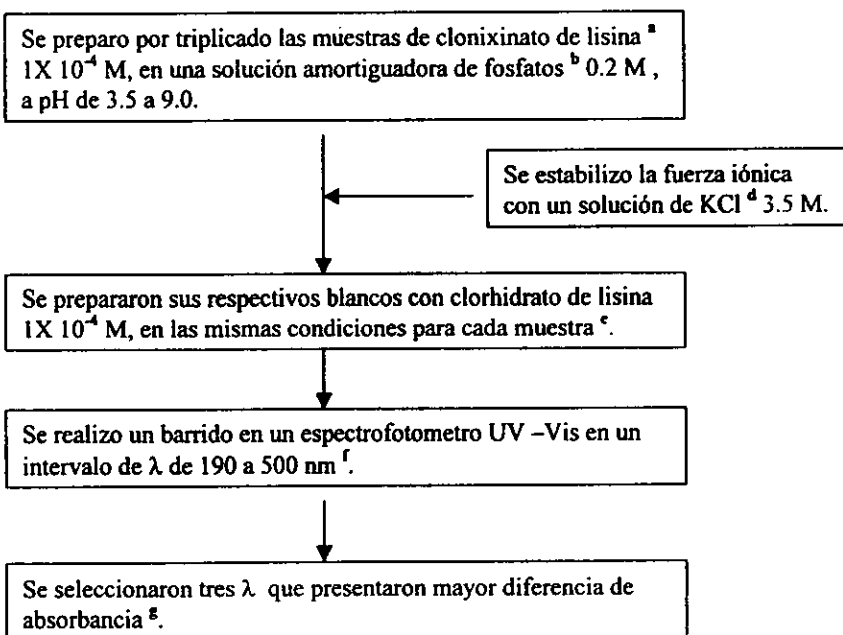 Se preparo por triplicado las muestras de clonixinato de lisina ᵃ
1X 10⁻⁴ M, en una solución amortiguadora de fosfatos ᵇ 0.2 M ,
a pH de 3.5 a 9.0.
Se estabilizo la fuerza iónica
con un solución de KCl ᵈ 3.5 M.
Se prepararon sus respectivos blancos con clorhidrato de lisina
1X 10⁻⁴ M, en las mismas condiciones para cada muestra ᵉ.
Se realizo un barrido en un espectrofotometro UV –Vis en un
intervalo de λ de 190 a 500 nm ᶠ.
Se seleccionaron tres λ que presentaron mayor diferencia de
absorbancia ᵍ.